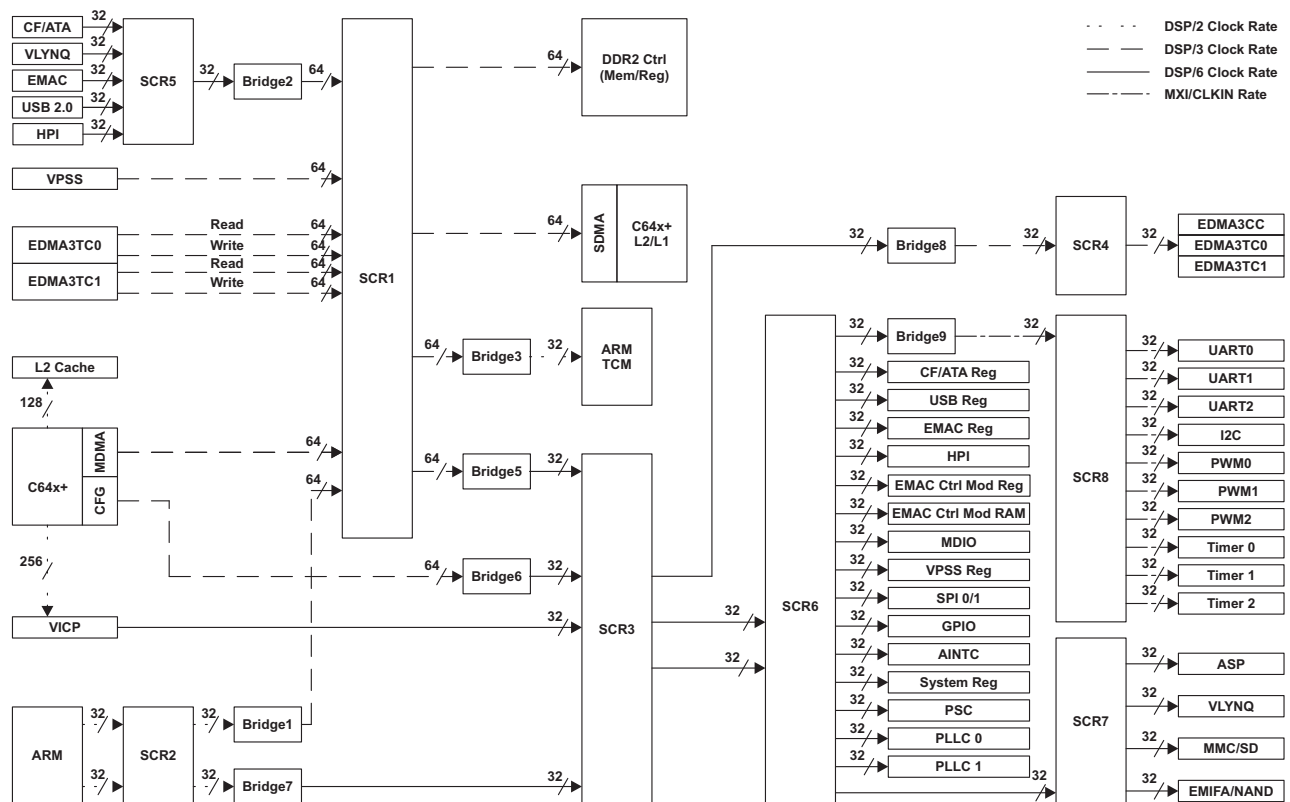 CF/ATA
32
VLYNQ
32
EMAC
32
USB 2.0
32
HPI
32
SCR5
32
Bridge2
64
VPSS
64
EDMA3TC0
EDMA3TC1
Read
64
Write
64
Read
64
Write
64
SCR1
64
DDR2 Ctrl
(Mem/Reg)
64
SDMA
C64x+
L2/L1
64
Bridge3
32
ARM
TCM
DSP/2 Clock Rate
DSP/3 Clock Rate
DSP/6 Clock Rate
MXI/CLKIN Rate
L2 Cache
128
C64x+
MDMA
CFG
64
64
256
VICP
64
Bridge5
32
64
Bridge6
32
32
SCR3
ARM
32
32
SCR2
32
Bridge1
32
Bridge7
32
32
Bridge8
32
SCR4
32
EDMA3CC
EDMA3TC0
EDMA3TC1
32
32
SCR6
32
Bridge9
32
32
CF/ATA Reg
32
USB Reg
32
EMAC Reg
32
HPI
32
EMAC Ctrl Mod Reg
32
EMAC Ctrl Mod RAM
32
MDIO
32
VPSS Reg
32
SPI 0/1
32
GPIO
32
AINTC
32
System Reg
32
PSC
32
PLLC 0
32
PLLC 1
32
SCR8
32
UART0
32
UART1
32
UART2
32
I2C
32
PWM0
32
PWM1
32
PWM2
32
Timer 0
32
Timer 1
32
Timer 2
SCR7
32
ASP
32
VLYNQ
32
MMC/SD
32
EMIFA/NAND